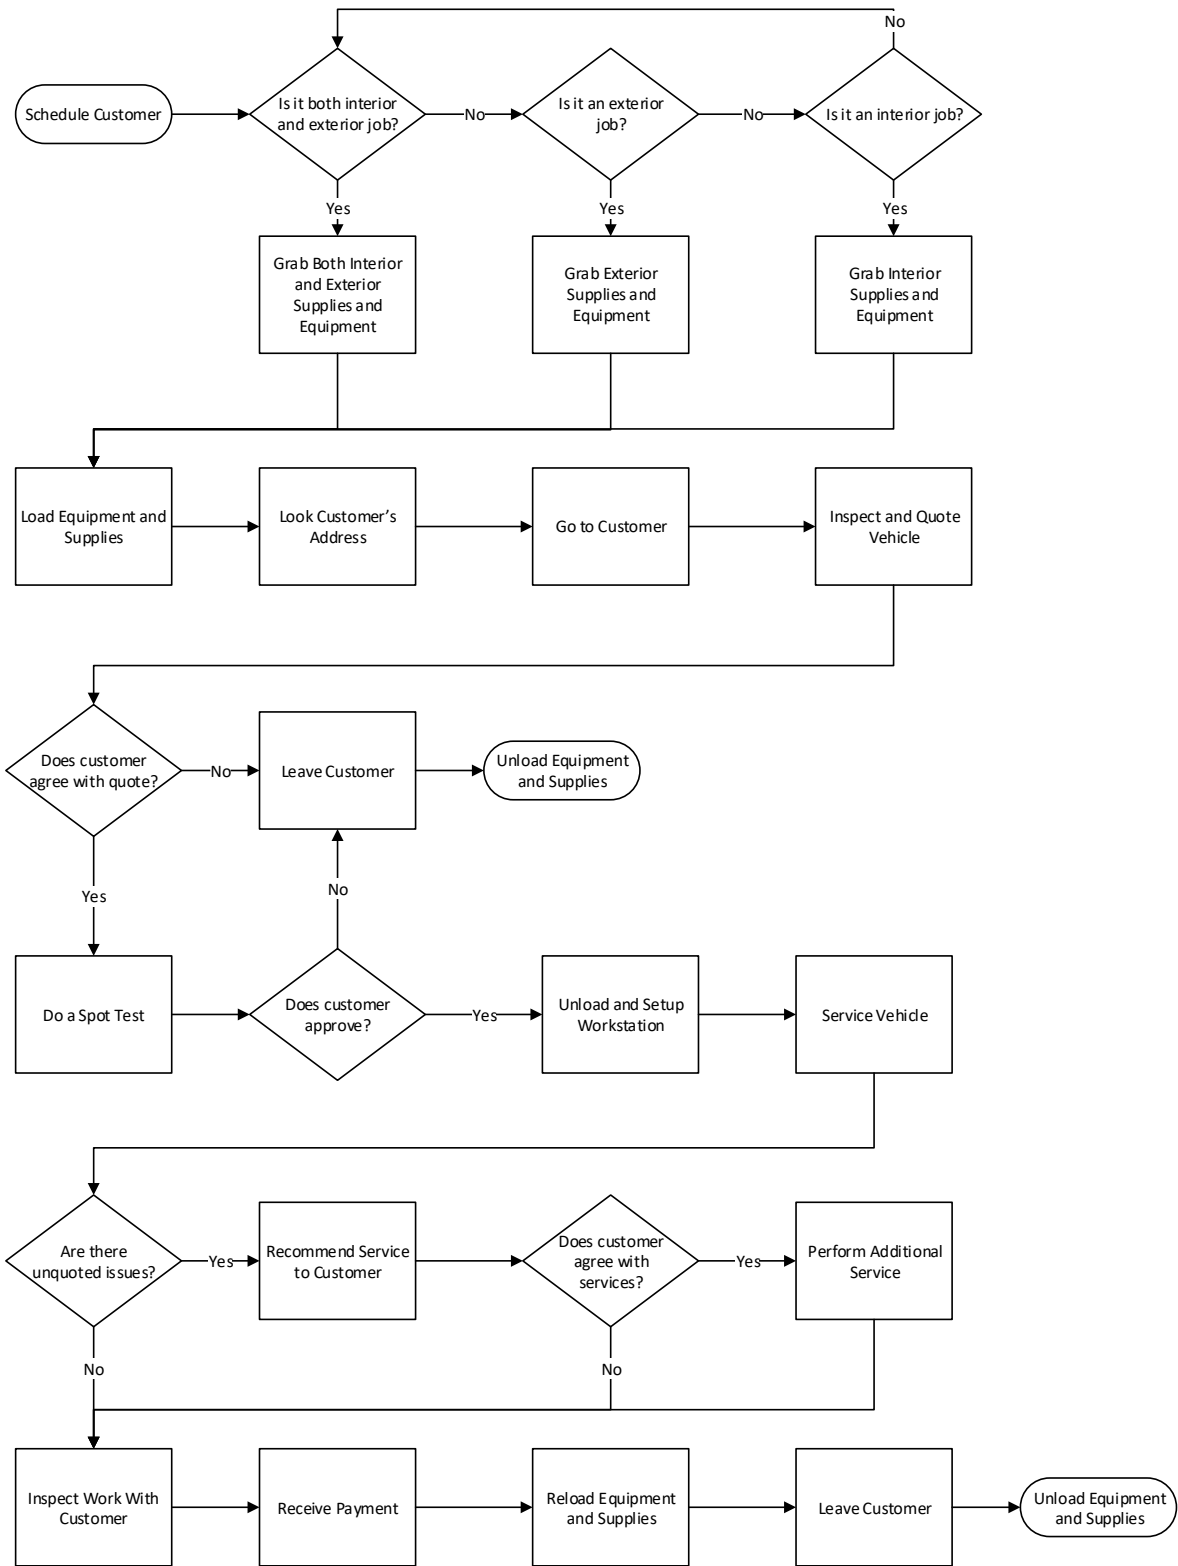 No
Schedule Customer
Is it both interior
and exterior job?
No
Is it an exterior
job?
No
Is it an interior job?
Yes
Yes
Yes
Grab Both Interior
and Exterior
Supplies and
Equipment
Grab Exterior
Supplies and
Equipment
Grab Interior
Supplies and
Equipment
Load Equipment and
Supplies
Look Customer’s
Address
Go to Customer
Inspect and Quote
Vehicle
Does customer
agree with quote?
No
Leave Customer
Unload Equipment
and Supplies
Yes
No
Do a Spot Test
Does customer
approve?
Yes
Unload and Setup
Workstation
Service Vehicle
Are there
unquoted issues?
Yes
Recommend Service
to Customer
Does customer
agree with
services?
Yes
Perform Additional
Service
No
No
Inspect Work With
Customer
Receive Payment
Reload Equipment
and Supplies
Leave Customer
Unload Equipment
and Supplies